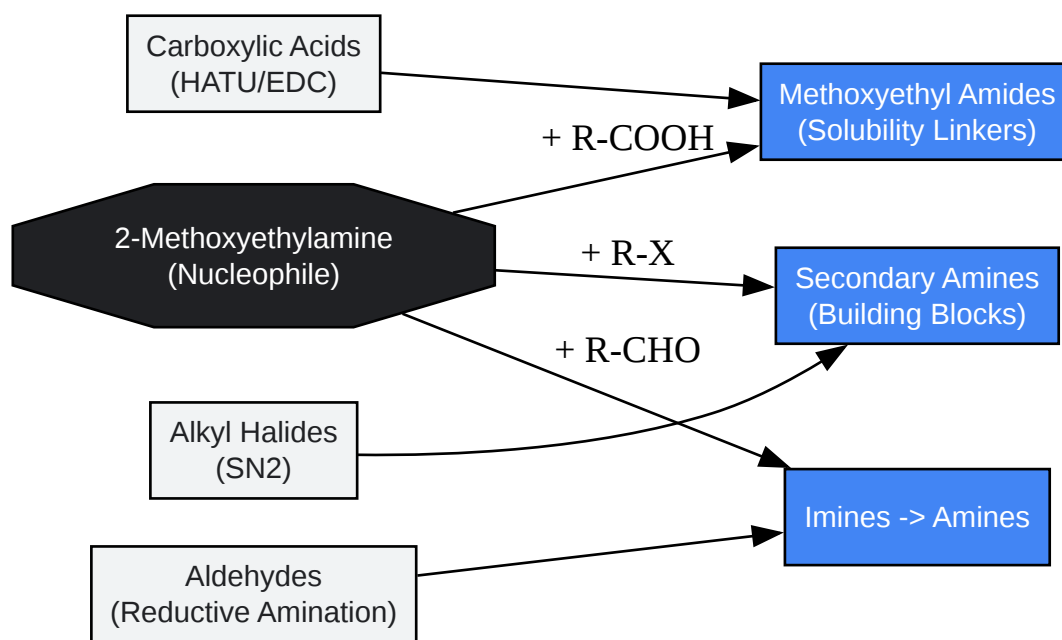 Carboxylic Acids
(HATU/EDC)
Methoxyethyl Amides
(Solubility Linkers)
+ R-COOH
2-Methoxyethylamine
(Nucleophile)
+ R-X
Secondary Amines
(Building Blocks)
+ R-CHO
Alkyl Halides
(SN2)
Imines -> Amines
Aldehydes
(Reductive Amination)